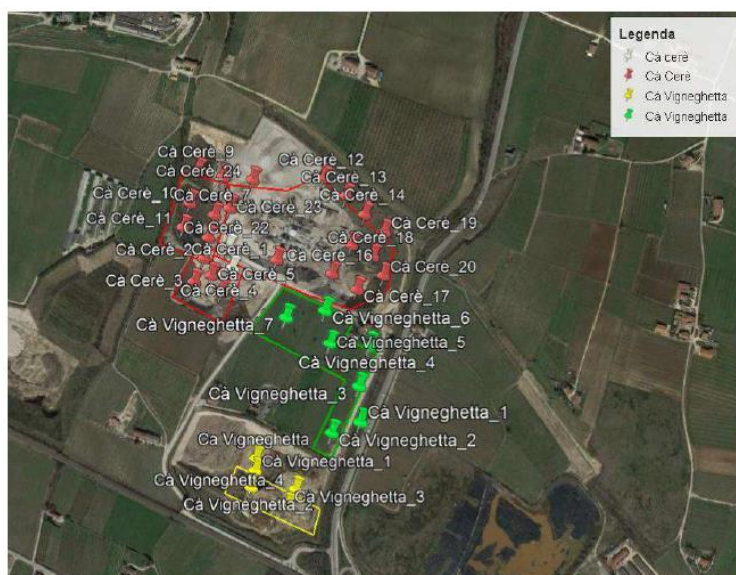 Legenda
Cà cerè
Cà Cerè
Cà Vigneghetta
Cà Vigneghetta
Cà Cerè_9
Cà Cerè_12
Cà Cerè_24
Cà Cerè_13
Cà Cerè_10
Cà Cerè_7
Cà Cerè_14
Cà Cerè_11
Cà Cerè_23
Cà Cerè_19
Cà Cerè_22
Cà Cerè_18
Cà Cerè_2
Cà Cerè_1
Cà Cerè_16
Cà Cerè_3
Cà Cerè_5
Cà Cerè_20
Cà Cerè_4
Cà Cerè_17
Cà Vigneghetta_7
Cà Vigneghetta_6
Cà Vigneghetta_5
Cà Vigneghetta_4
Cà Vigneghetta_3
Cà Vigneghetta_1
Cà Vigneghetta
Cà Vigneghetta_2
Cà Vigneghetta_1
Cà Vigneghetta_4
Cà Vigneghetta_3
Cà Vigneghetta_2